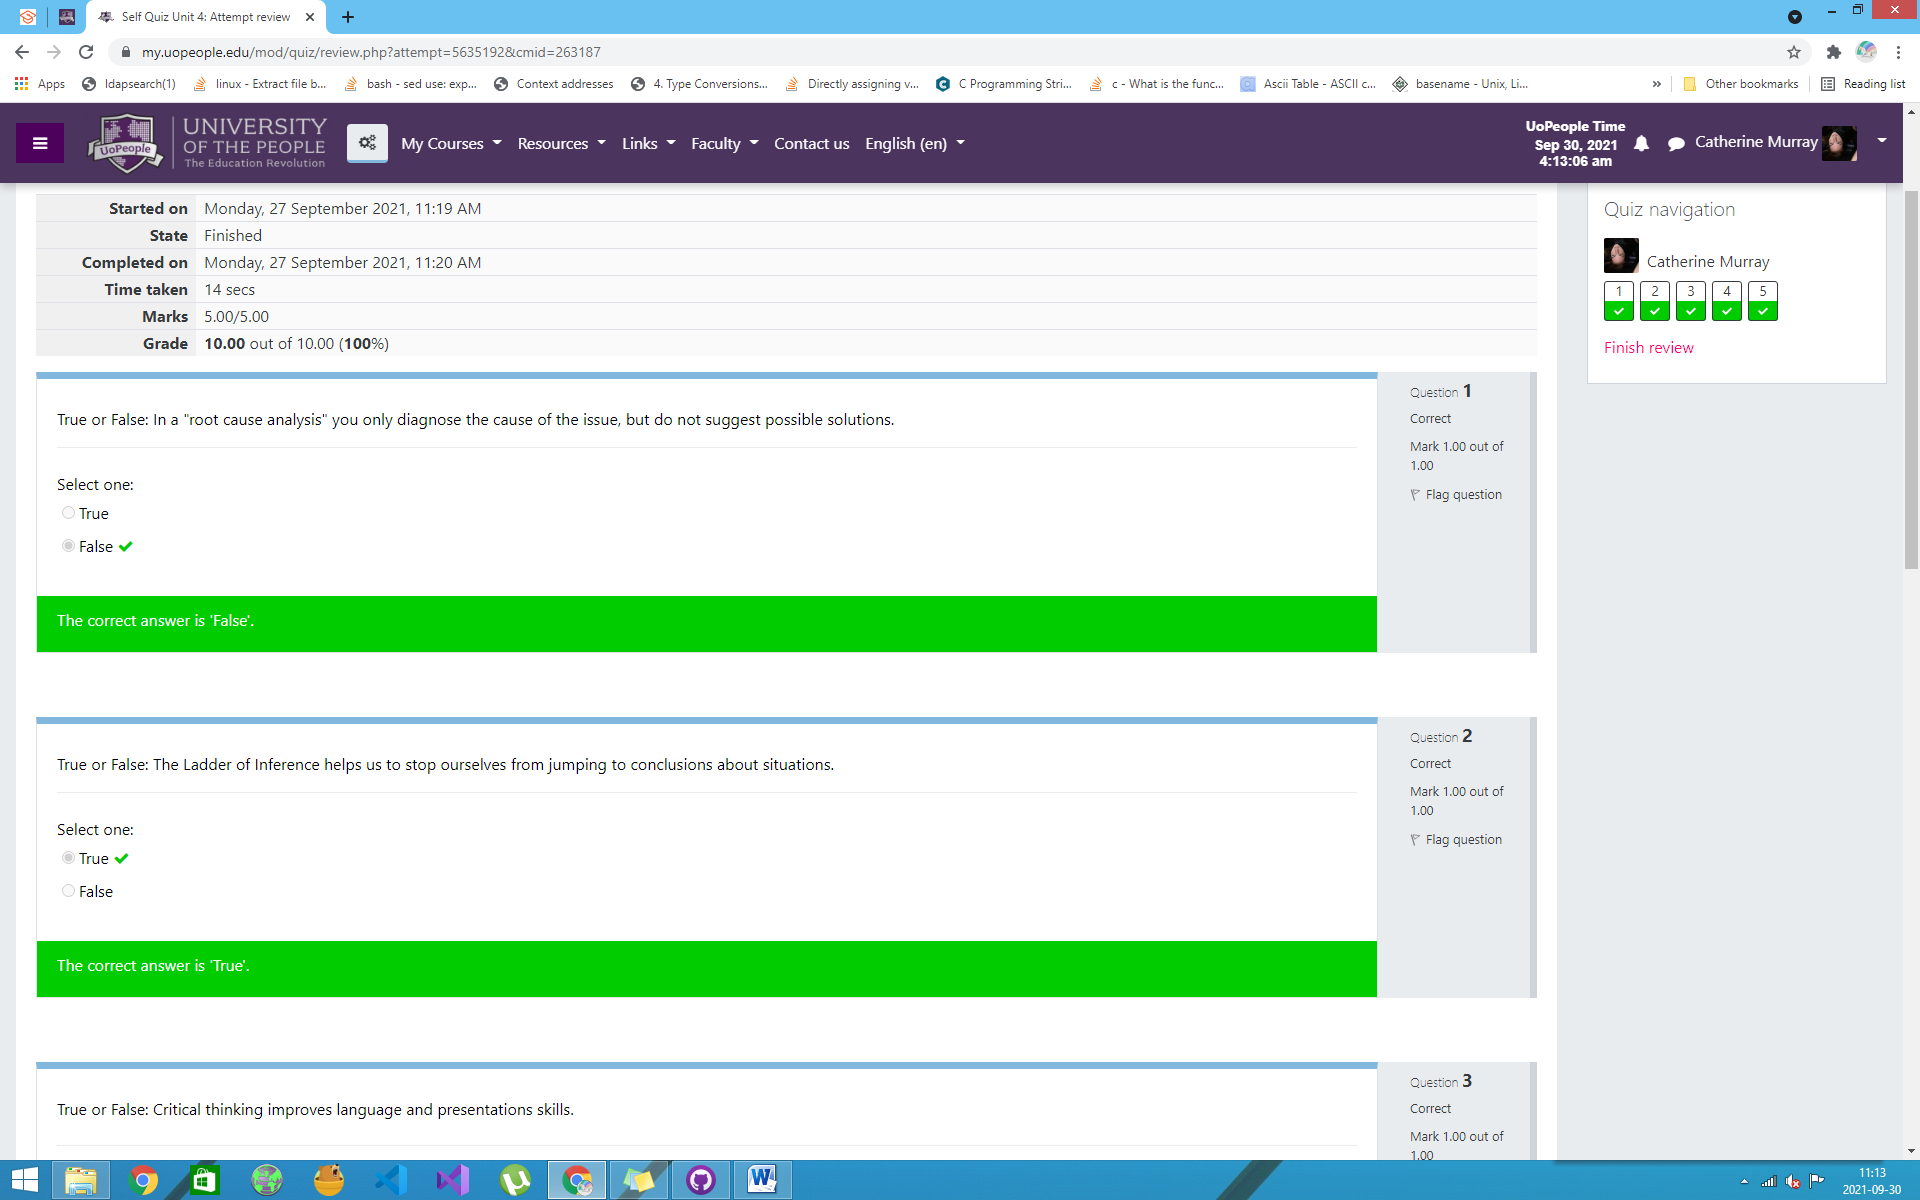 Self Quiz Unit 4: Attempt review
my.uopeople.edu/mod/quiz/review.php?attempt=5635192&cmid=263187
Apps ldapsearch(1) linux - Extract file b... bash - sed use: exp... Context addresses 4. Type Conversions... Directly assigning v... C Programming Stri... c - What is the func... Ascii Table - ASCII c... basename - Unix, Li... » Other bookmarks Reading list
UoPeople
UNIVERSITY
OF THE PEOPLE
The Education Revolution
My Courses Resources Links Faculty Contact us English (en)
UoPeople Time
Sep 30, 2021
4:13:06 am
Catherine Murray
Started on Monday, 27 September 2021, 11:19 AM
State Finished
Completed on Monday, 27 September 2021, 11:20 AM
Time taken 14 secs
Marks 5.00/5.00
Grade 10.00 out of 10.00 (100%)
Quiz navigation
Catherine Murray
1 2 3 4 5
Finish review
True or False: In a "root cause analysis" you only diagnose the cause of the issue, but do not suggest possible solutions.
Select one:
True
False
The correct answer is 'False'.
Question 1
Correct
Mark 1.00 out of
1.00
Flag question
True or False: The Ladder of Inference helps us to stop ourselves from jumping to conclusions about situations.
Select one:
True
False
The correct answer is 'True'.
Question 2
Correct
Mark 1.00 out of
1.00
Flag question
True or False: Critical thinking improves language and presentations skills.
Question 3
Correct
Mark 1.00 out of
1.00
11:13
2021-09-30